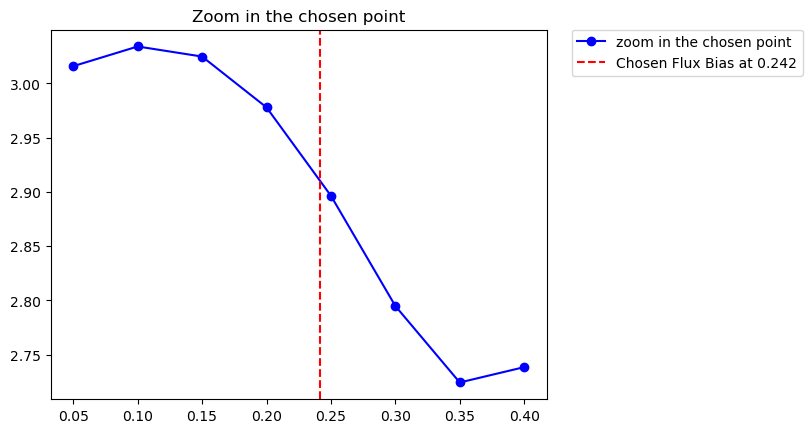 Zoom in the chosen point
zoom in the chosen point
Chosen Flux Bias at 0.242
3.00
2.95
2.90
2.85
2.80
2.75
0.05 0.10 0.15 0.20 0.25 0.30 0.35 0.40